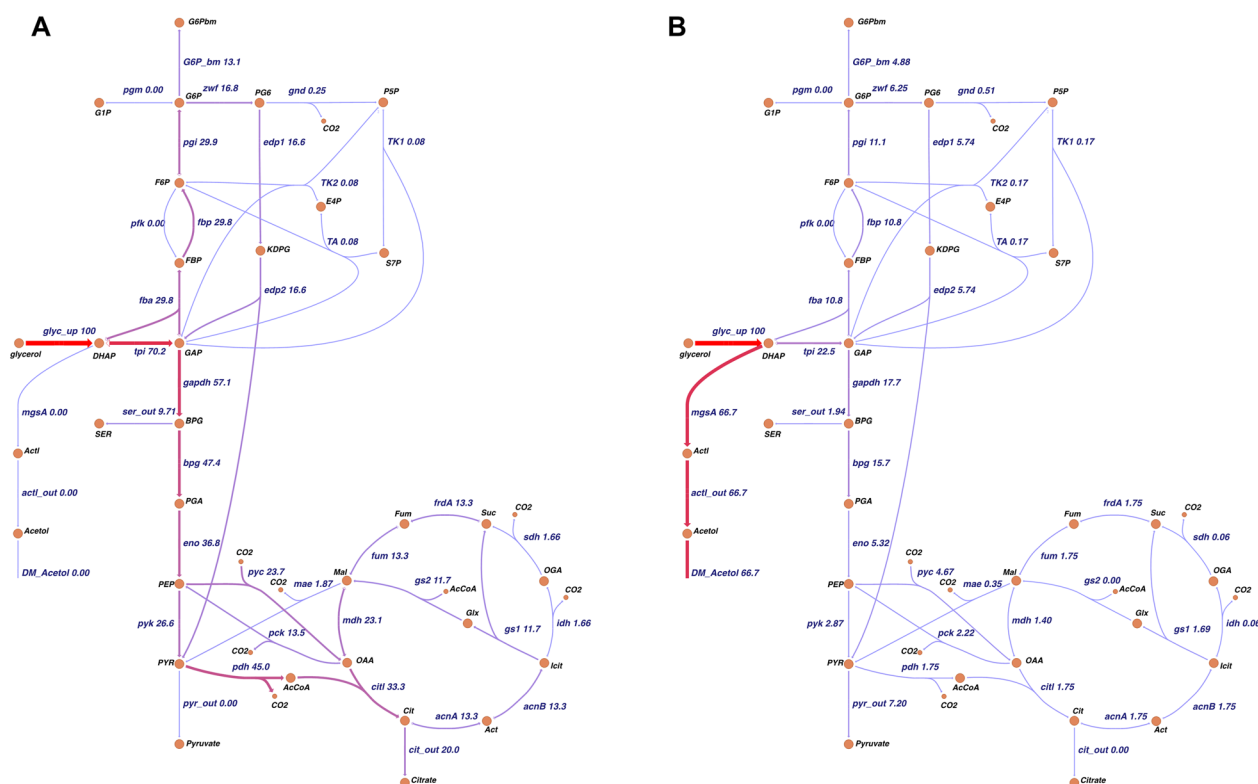 A
G6Pbm
G6P_bm 13.1
pgm 0.00
zwf 16.8
PG6
gnd 0.25
P5P
G1P
G6P
CO2
pgi 29.9
edp1 16.6
TK1 0.08
F6P
TK2 0.08
E4P
pfk 0.00
fbp 29.8
TA 0.08
KDPG
S7P
FBP
fba 29.8
edp2 16.6
glyc_up 100
glycerol
DHAP
tpi 70.2
GAP
gapdh 57.1
mgsA 0.00
ser_out 9.71
BPG
SER
Actl
bpg 47.4
actl_out 0.00
PGA
Acetol
eno 36.8
DM_Acetol 0.00
frdA 13.3
Fum
Suc
CO2
sdh 1.66
fum 13.3
CO2
pyc 23.7
PEP
CO2
mae 1.87
Mal
gs2 11.7
AcCoA
OGA
CO2
Glx
idh 1.66
pyk 26.6
pck 13.5
mdh 23.1
gs1 11.7
CO2
PYR
pdh 45.0
OAA
Icit
AcCoA
citl 33.3
CO2
pyr_out 0.00
Cit
acnA 13.3
acnB 13.3
Act
cit_out 20.0
Pyruvate
Citrate
B
G6Pbm
G6P_bm 4.88
pgm 0.00
zwf 6.25
PG6
gnd 0.51
P5P
G1P
G6P
CO2
pgi 11.1
edp1 5.74
TK1 0.17
F6P
TK2 0.17
E4P
pfk 0.00
fbp 10.8
TA 0.17
KDPG
S7P
FBP
fba 10.8
edp2 5.74
glyc_up 100
glycerol
DHAP
tpi 22.5
GAP
gapdh 17.7
mgsA 66.7
ser_out 1.94
BPG
SER
Actl
bpg 15.7
actl_out 66.7
PGA
Acetol
eno 5.32
DM_Acetol 66.7
frdA 1.75
Fum
Suc
CO2
sdh 0.06
fum 1.75
CO2
pyc 4.67
PEP
CO2
mae 0.35
Mal
gs2 0.00
AcCoA
OGA
CO2
Glx
idh 0.06
pyk 2.87
pck 2.22
mdh 1.40
gs1 1.69
CO2
PYR
pdh 1.75
OAA
Icit
AcCoA
citl 1.75
CO2
pyr_out 7.20
Cit
acnA 1.75
acnB 1.75
Act
cit_out 0.00
Pyruvate
Citrate